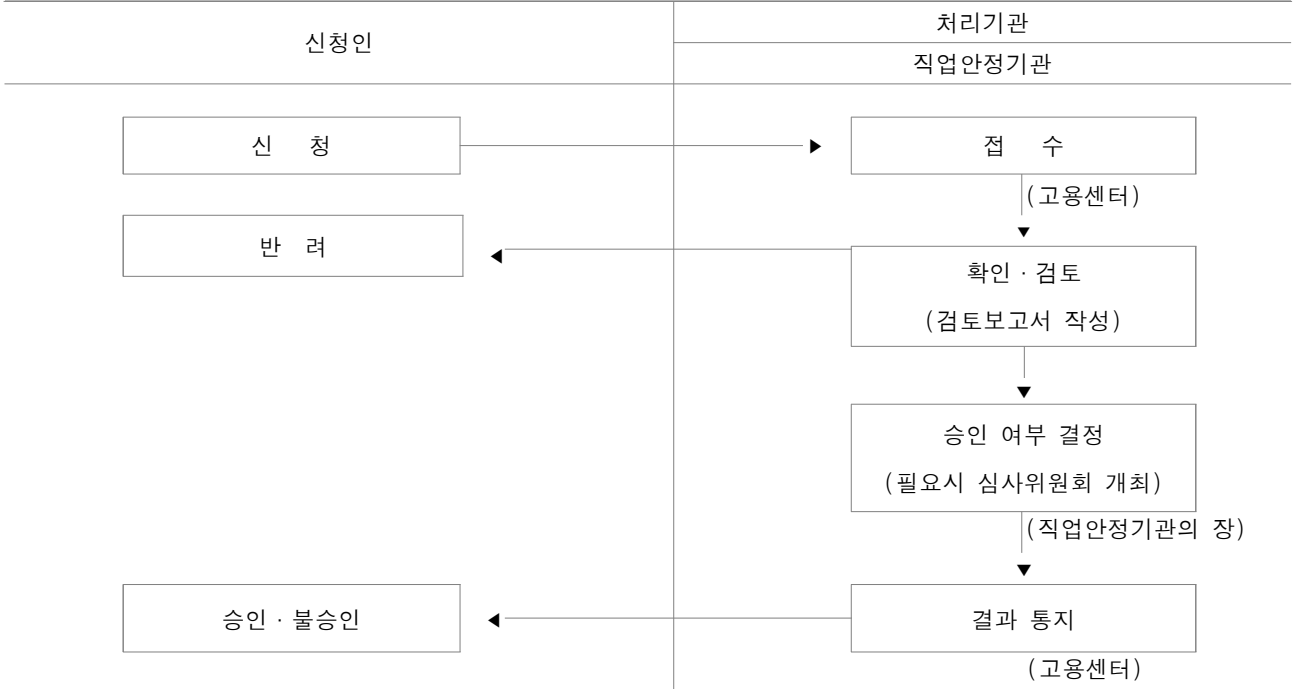 신청인
처리기관
직업안정기관
신 청
접 수
(고용센터)
반 려
확인 · 검토
(검토보고서 작성)
승인 여부 결정
(필요시 심사위원회 개최)
(직업안정기관의 장)
승인 · 불승인
결과 통지
(고용센터)